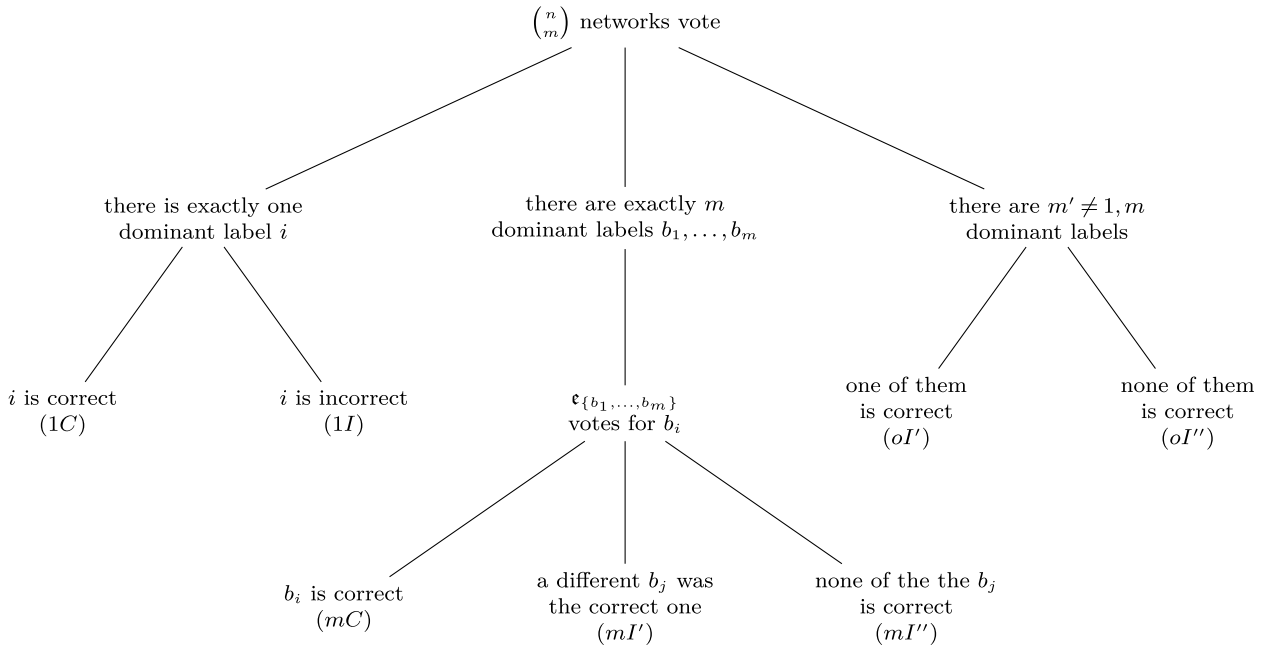 (n m) networks vote
there is exactly one
dominant label i
there are exactly m
dominant labels b₁, . . . , bₘ
there are m′ ≠ 1, m
dominant labels
i is correct
(1C)
i is incorrect
(1I)
𝔢_{b₁,...,bₘ}
votes for bᵢ
one of them
is correct
(oI′)
none of them
is correct
(oI′′)
bᵢ is correct
(mC)
a different bⱼ was
the correct one
(mI′)
none of the the bⱼ
is correct
(mI′′)